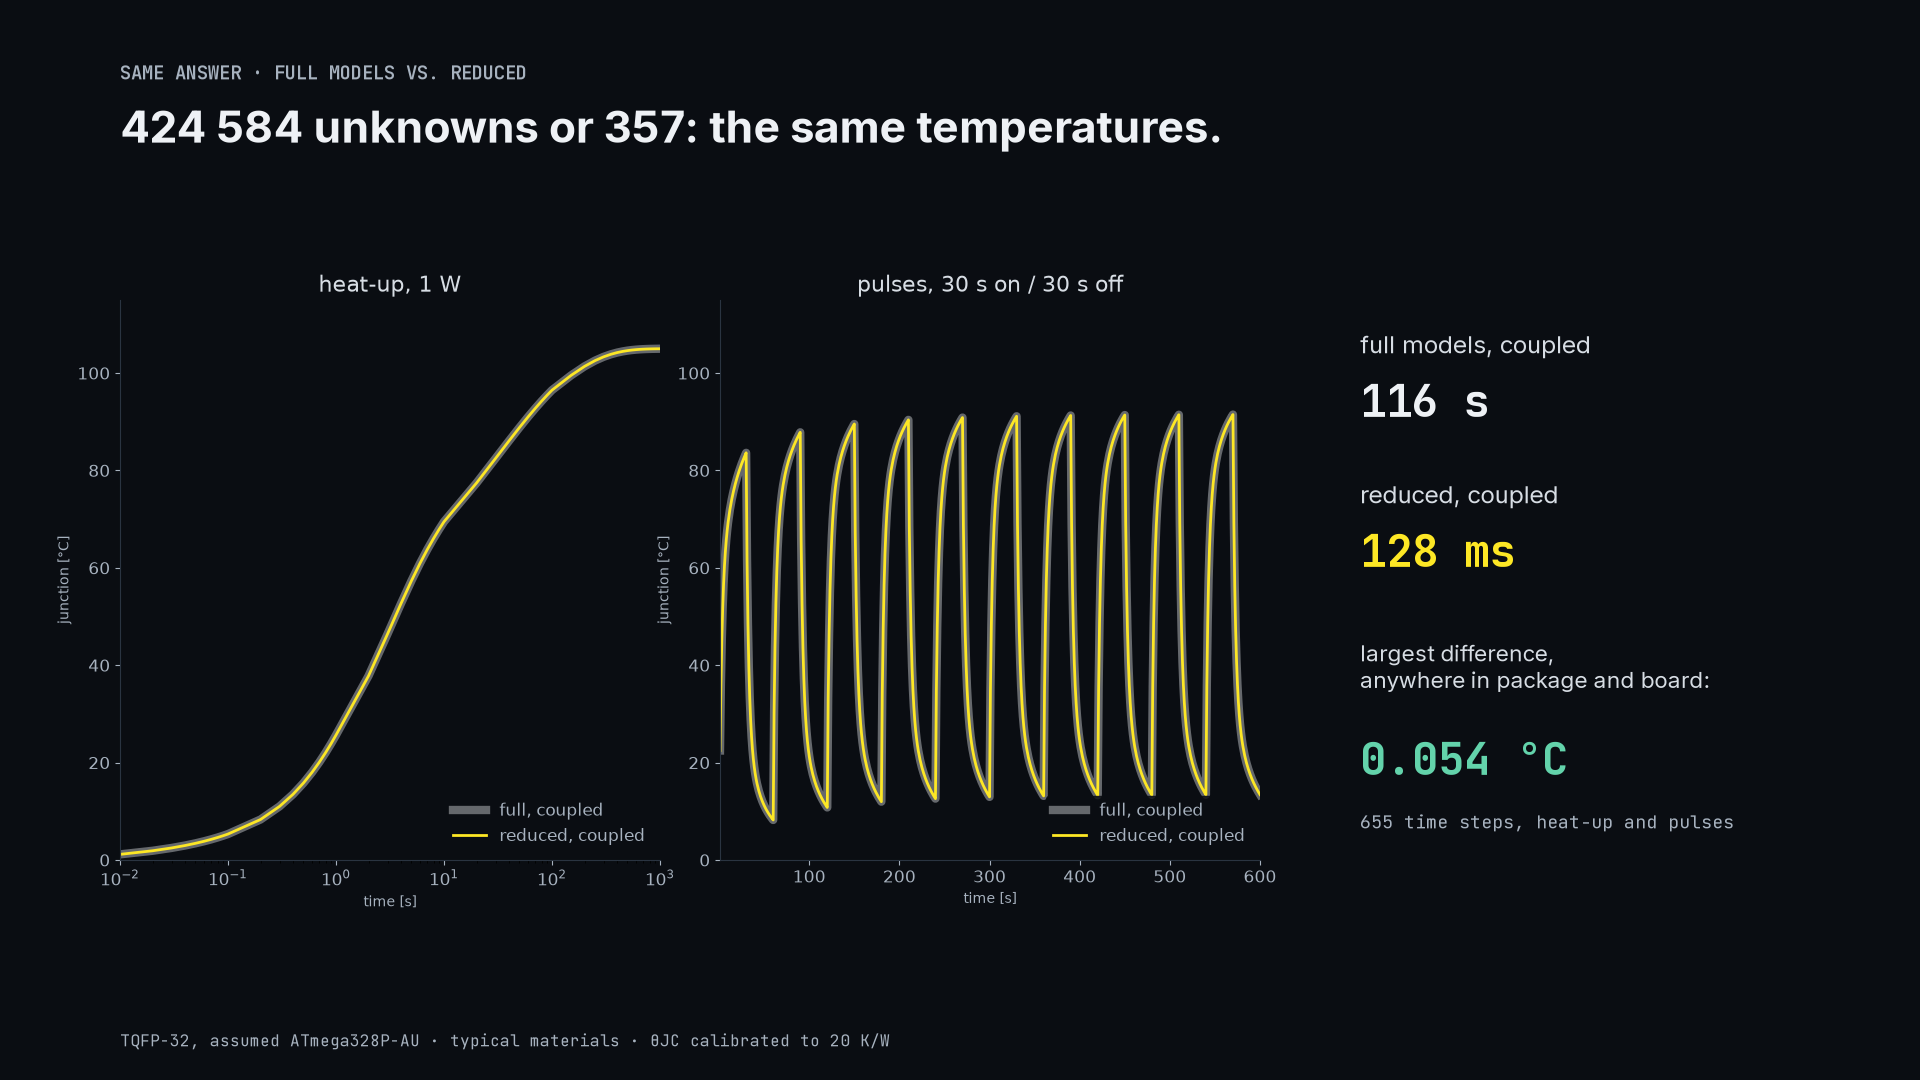 SAME ANSWER · FULL MODELS VS. REDUCED
424 584 unknowns or 357: the same temperatures.
heat-up, 1 W
junction [°C]
100
80
60
40
20
0
10⁻²
10⁻¹
10⁰
10¹
10²
10³
time [s]
full, coupled
reduced, coupled
pulses, 30 s on / 30 s off
junction [°C]
100
80
60
40
20
0
100
200
300
400
500
600
time [s]
full, coupled
reduced, coupled
full models, coupled
116 s
reduced, coupled
128 ms
largest difference,
anywhere in package and board:
0.054 °C
655 time steps, heat-up and pulses
TQFP-32, assumed ATmega328P-AU · typical materials · θJC calibrated to 20 K/W